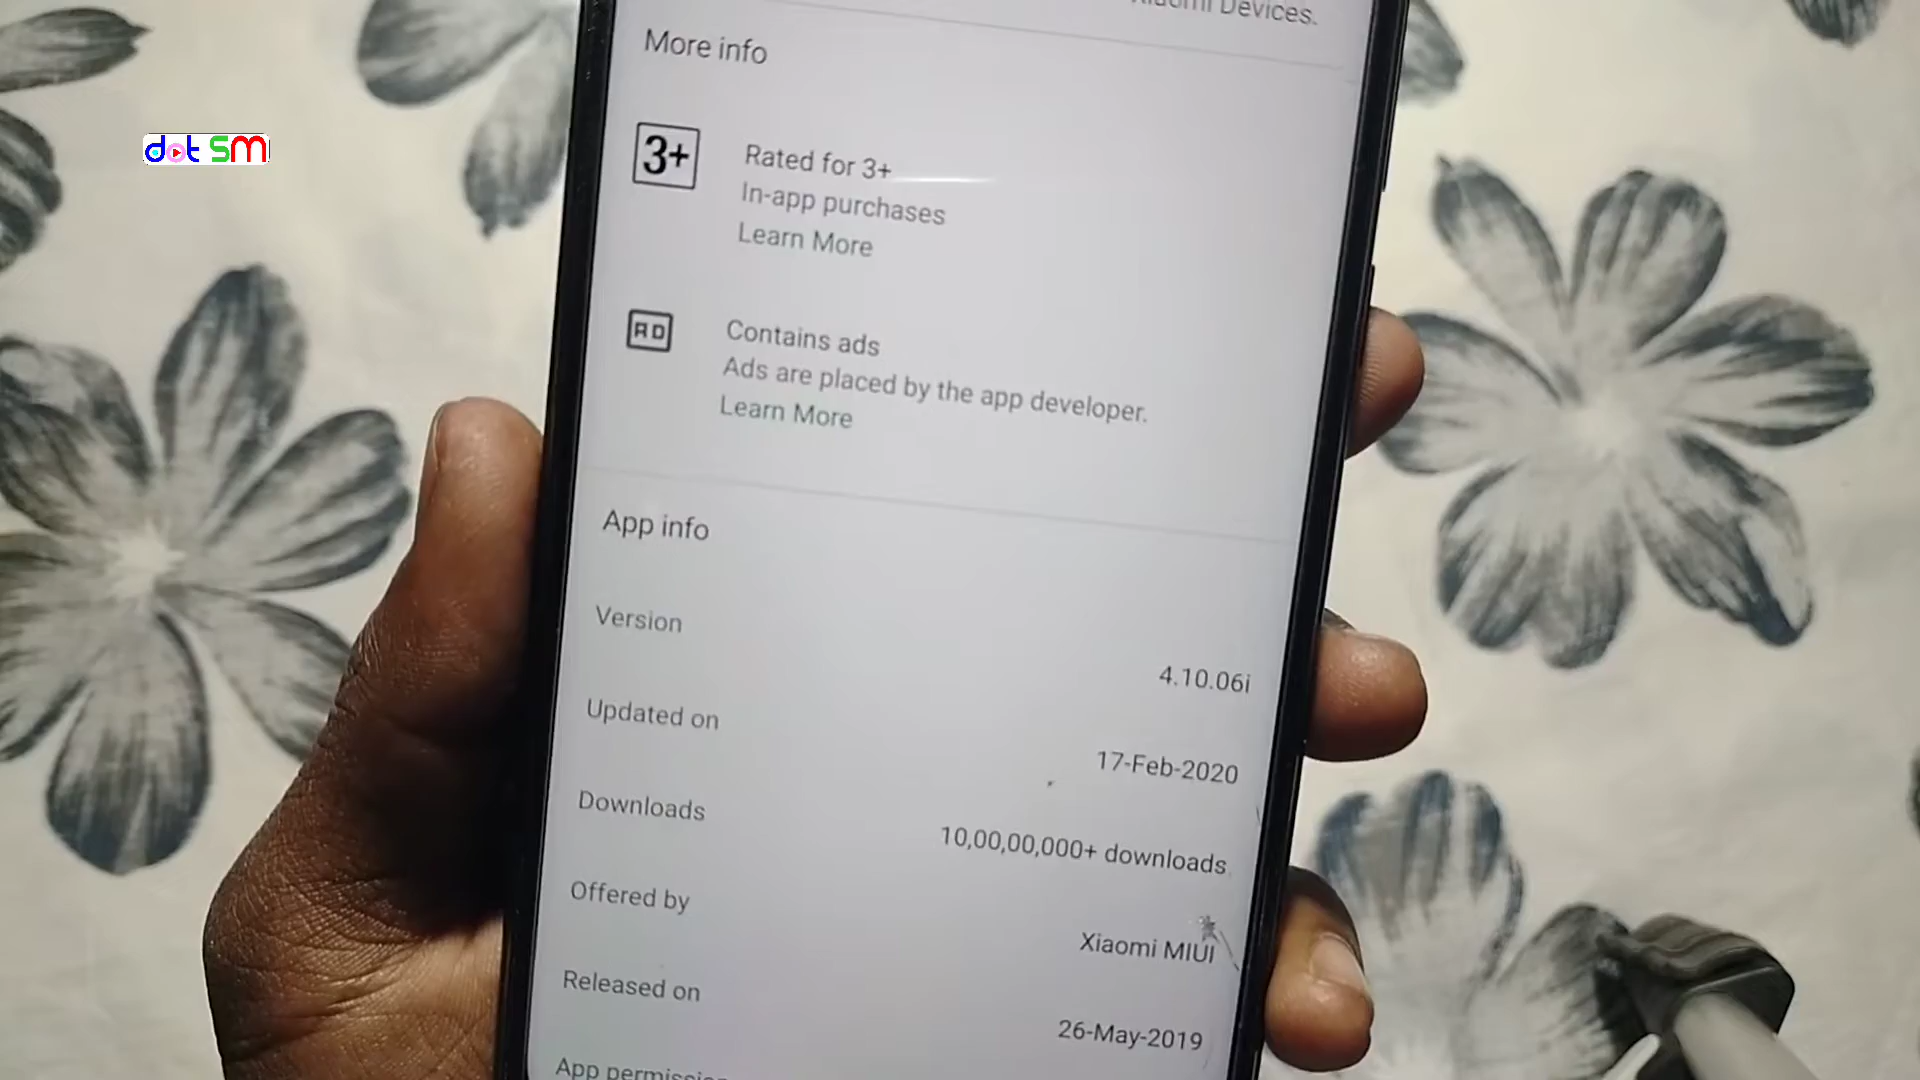 Devices.
More info
dot SM
3+
Rated for 3+
In-app purchases
Learn More
AD
Contains ads
Ads are placed by the app developer.
Learn More
App info
Version
4.10.06i
Updated on
17-Feb-2020
Downloads
10,00,00,000+ downloads
Offered by
Xiaomi MIUI
Released on
26-May-2019
App